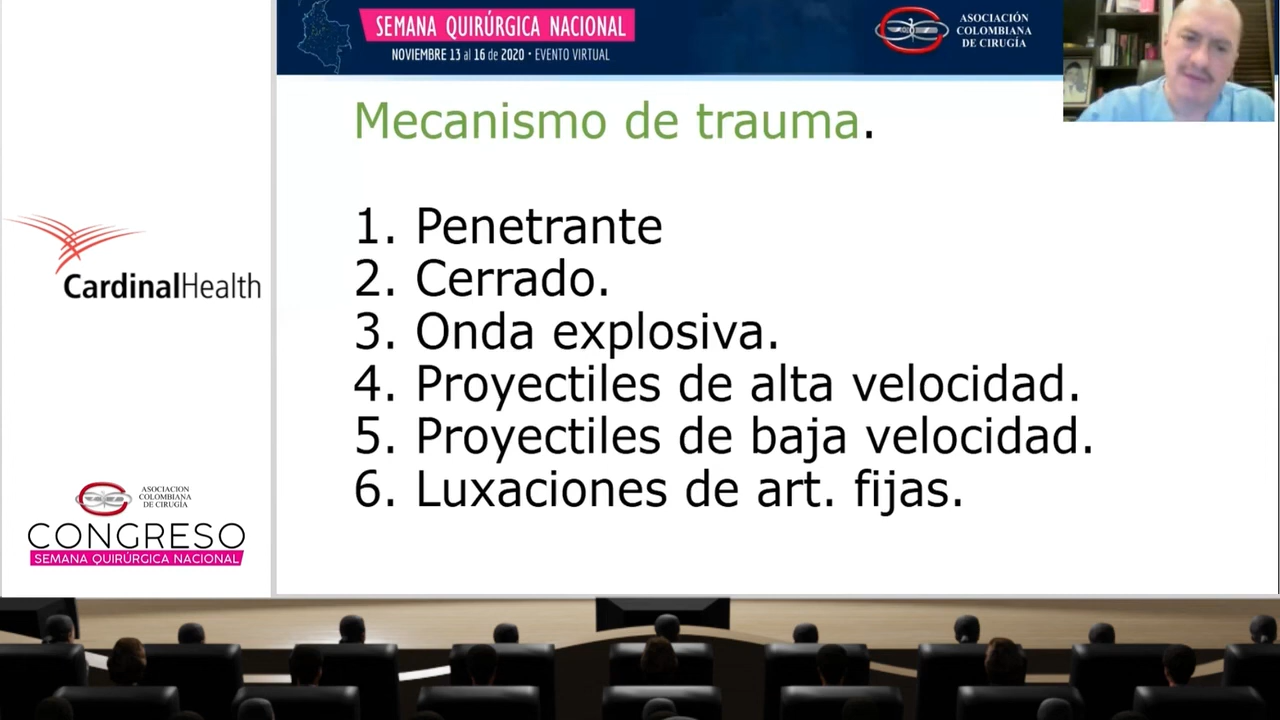 SEMANA QUIRÚRGICA NACIONAL
NOVIEMBRE 13 al 16 de 2020 • EVENTO VIRTUAL
ASOCIACIÓN
COLOMBIANA
DE CIRUGÍA
Mecanismo de trauma.
1. Penetrante
2. Cerrado.
3. Onda explosiva.
4. Proyectiles de alta velocidad.
5. Proyectiles de baja velocidad.
6. Luxaciones de art. fijas.
CardinalHealth
ASOCIACION
COLOMBIANA
DE CIRUGÍA
CONGRESO
SEMANA QUIRÚRGICA NACIONAL